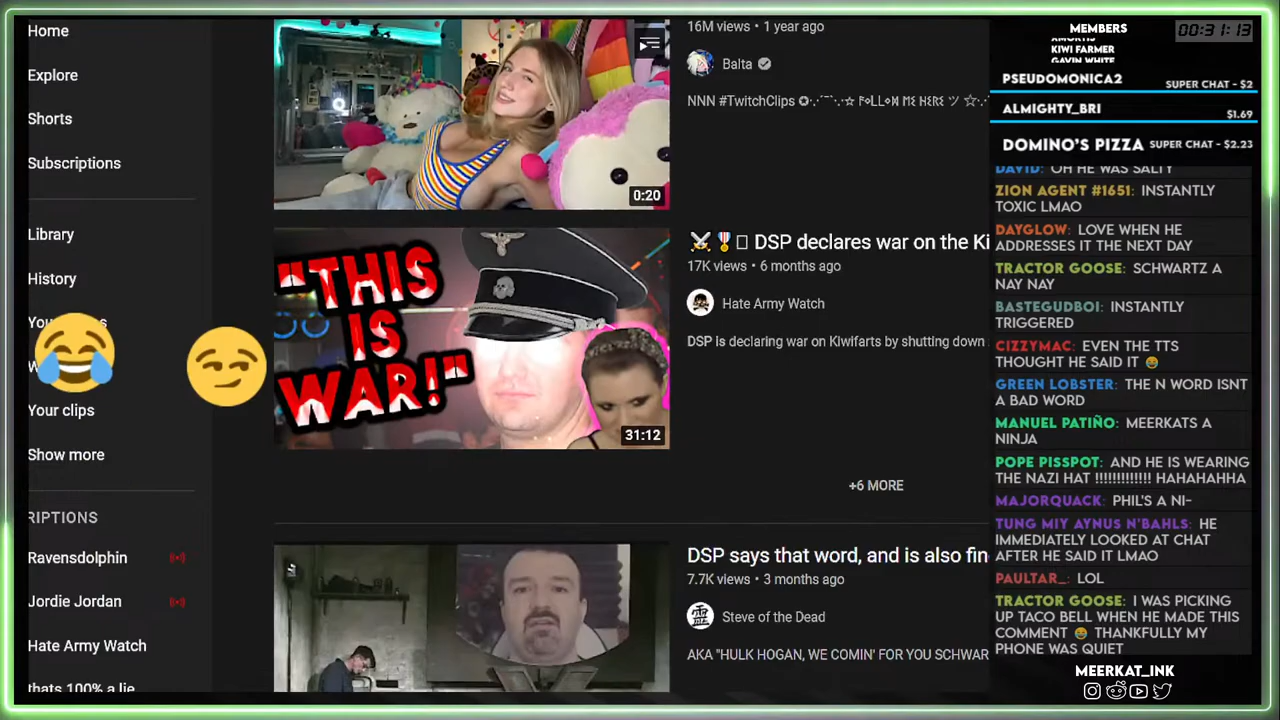 Home
Explore
Shorts
Subscriptions
Library
History
Your clips
Show more
RIPTIONS
Ravensdolphin
Jordie Jordan
Hate Army Watch
thats 100% a lie
0:20
16M views • 1 year ago
Balta
NNN #TwitchClips
"THIS
IS
WAR!"
31:12
DSP declares war on the Ki
17K views • 6 months ago
Hate Army Watch
DSP is declaring war on Kiwifarts by shutting down
+6 MORE
DSP says that word, and is also fin
7.7K views • 3 months ago
Steve of the Dead
AKA "HULK HOGAN, WE COMIN' FOR YOU SCHWAR
MEMBERS
00:31:13
KIWI FARMER
GAVIN WHITE
PSEUDOMONICA2
SUPER CHAT - $2
ALMIGHTY_BRI
$1.69
DOMINO'S PIZZA SUPER CHAT - $2.23
DAVID: OH HE WAS SALTY
ZION AGENT #1651: INSTANTLY
TOXIC LMAO
DAYGLOW: LOVE WHEN HE
ADDRESSES IT THE NEXT DAY
TRACTOR GOOSE: SCHWARTZ A
NAY NAY
BASTEGUDBOI: INSTANTLY
TRIGGERED
CIZZYMAC: EVEN THE TTS
THOUGHT HE SAID IT 😂
GREEN LOBSTER: THE N WORD ISNT
A BAD WORD
MANUEL PATIÑO: MEERKATS A
NINJA
POPE PISSPOT: AND HE IS WEARING
THE NAZI HAT !!!!!!!!!!!!! HAHAHAHHA
MAJORQUACK: PHIL'S A NI-
TUNG MIY AYNUS N'BAHLS: HE
IMMEDIATELY LOOKED AT CHAT
AFTER HE SAID IT LMAO
PAULTAR_: LOL
TRACTOR GOOSE: I WAS PICKING
UP TACO BELL WHEN HE MADE THIS
COMMENT 😂 THANKFULLY MY
PHONE WAS QUIET
MEERKAT_INK